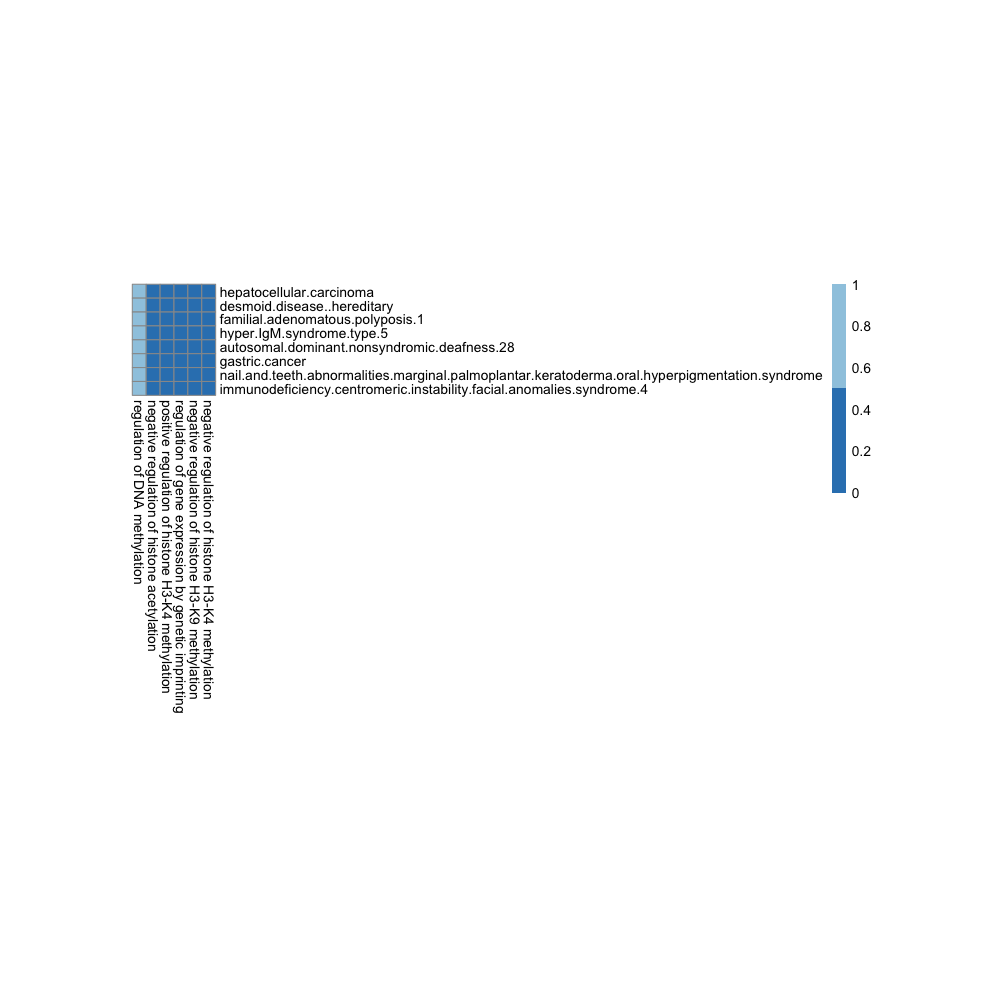 hepatocellular.carcinoma
desmoid.disease..hereditary
familial.adenomatous.polyposis.1
hyper.IgM.syndrome.type.5
autosomal.dominant.nonsyndromic.deafness.28
gastric.cancer
nail.and.teeth.abnormalities.marginal.palmoplantar.keratoderma.oral.hyperpigmentation.syndrome
immunodeficiency.centromeric.instability.facial.anomalies.syndrome.4
regulation of DNA methylation
negative regulation of histone acetylation
positive regulation of histone H3-K4 methylation
regulation of gene expression by genetic imprinting
negative regulation of histone H3-K9 methylation
negative regulation of histone H3-K4 methylation
1
0.8
0.6
0.4
0.2
0